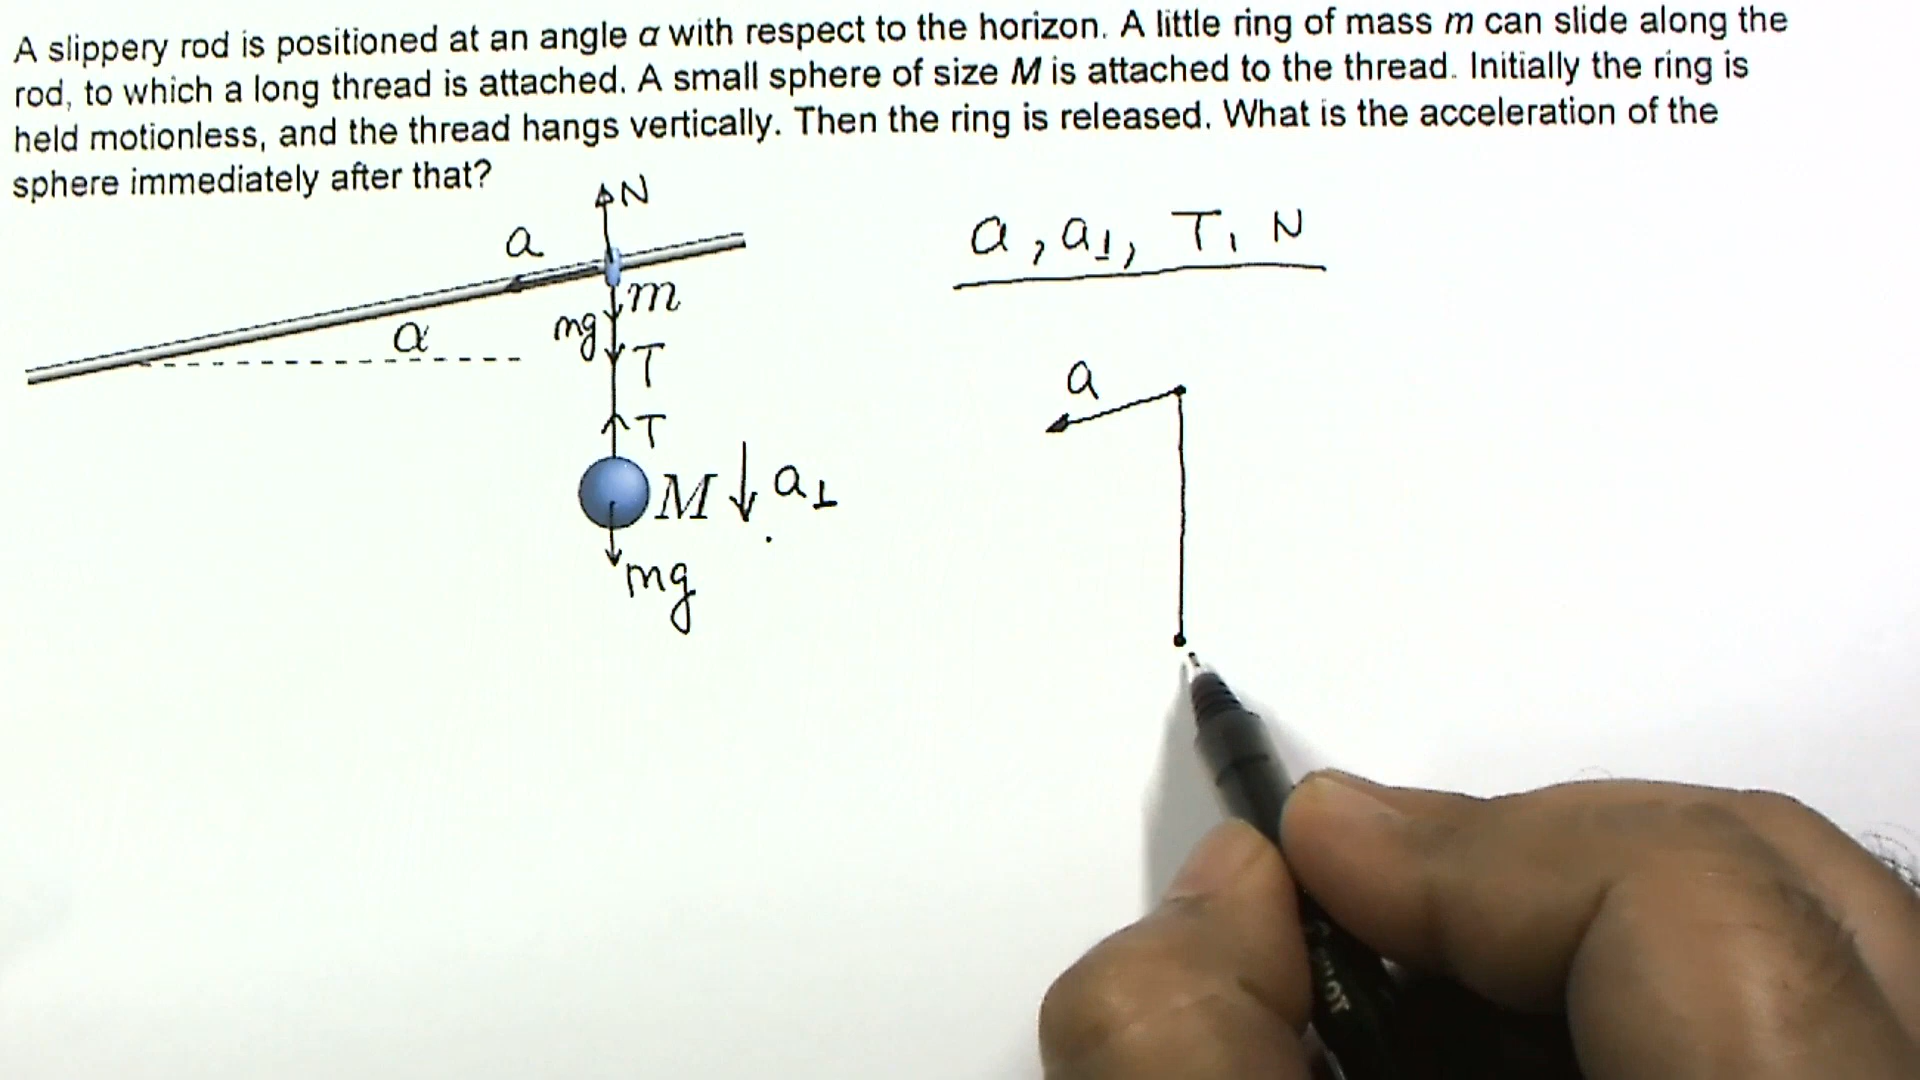 A slippery rod is positioned at an angle α with respect to the horizon. A little ring of mass m can slide along the
rod, to which a long thread is attached. A small sphere of size M is attached to the thread. Initially the ring is
held motionless, and the thread hangs vertically. Then the ring is released. What is the acceleration of the
sphere immediately after that?
N
a
a, a⊥, T, N
m
mg
α
T
a
T
M
a⊥
mg